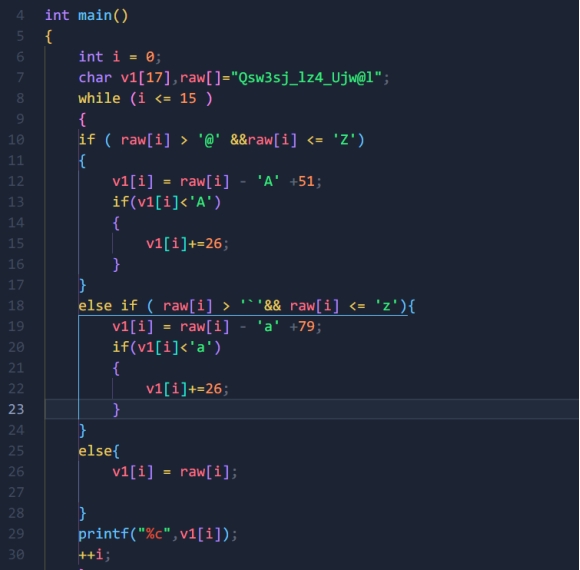 4 int main()
5 {
6 int i = 0;
7 char v1[17],raw[]="Qsw3sj_lz4_Ujw@l";
8 while (i <= 15 )
9 {
10 if ( raw[i] > '@' &&raw[i] <= 'Z')
11 {
12 v1[i] = raw[i] - 'A' +51;
13 if(v1[i]<'A')
14 {
15 v1[i]+=26;
16 }
17 }
18 else if ( raw[i] > '`'&& raw[i] <= 'z'){
19 v1[i] = raw[i] - 'a' +79;
20 if(v1[i]<'a')
21 {
22 v1[i]+=26;
23 }
24 }
25 else{
26 v1[i] = raw[i];
27
28 }
29 printf("%c",v1[i]);
30 ++i;